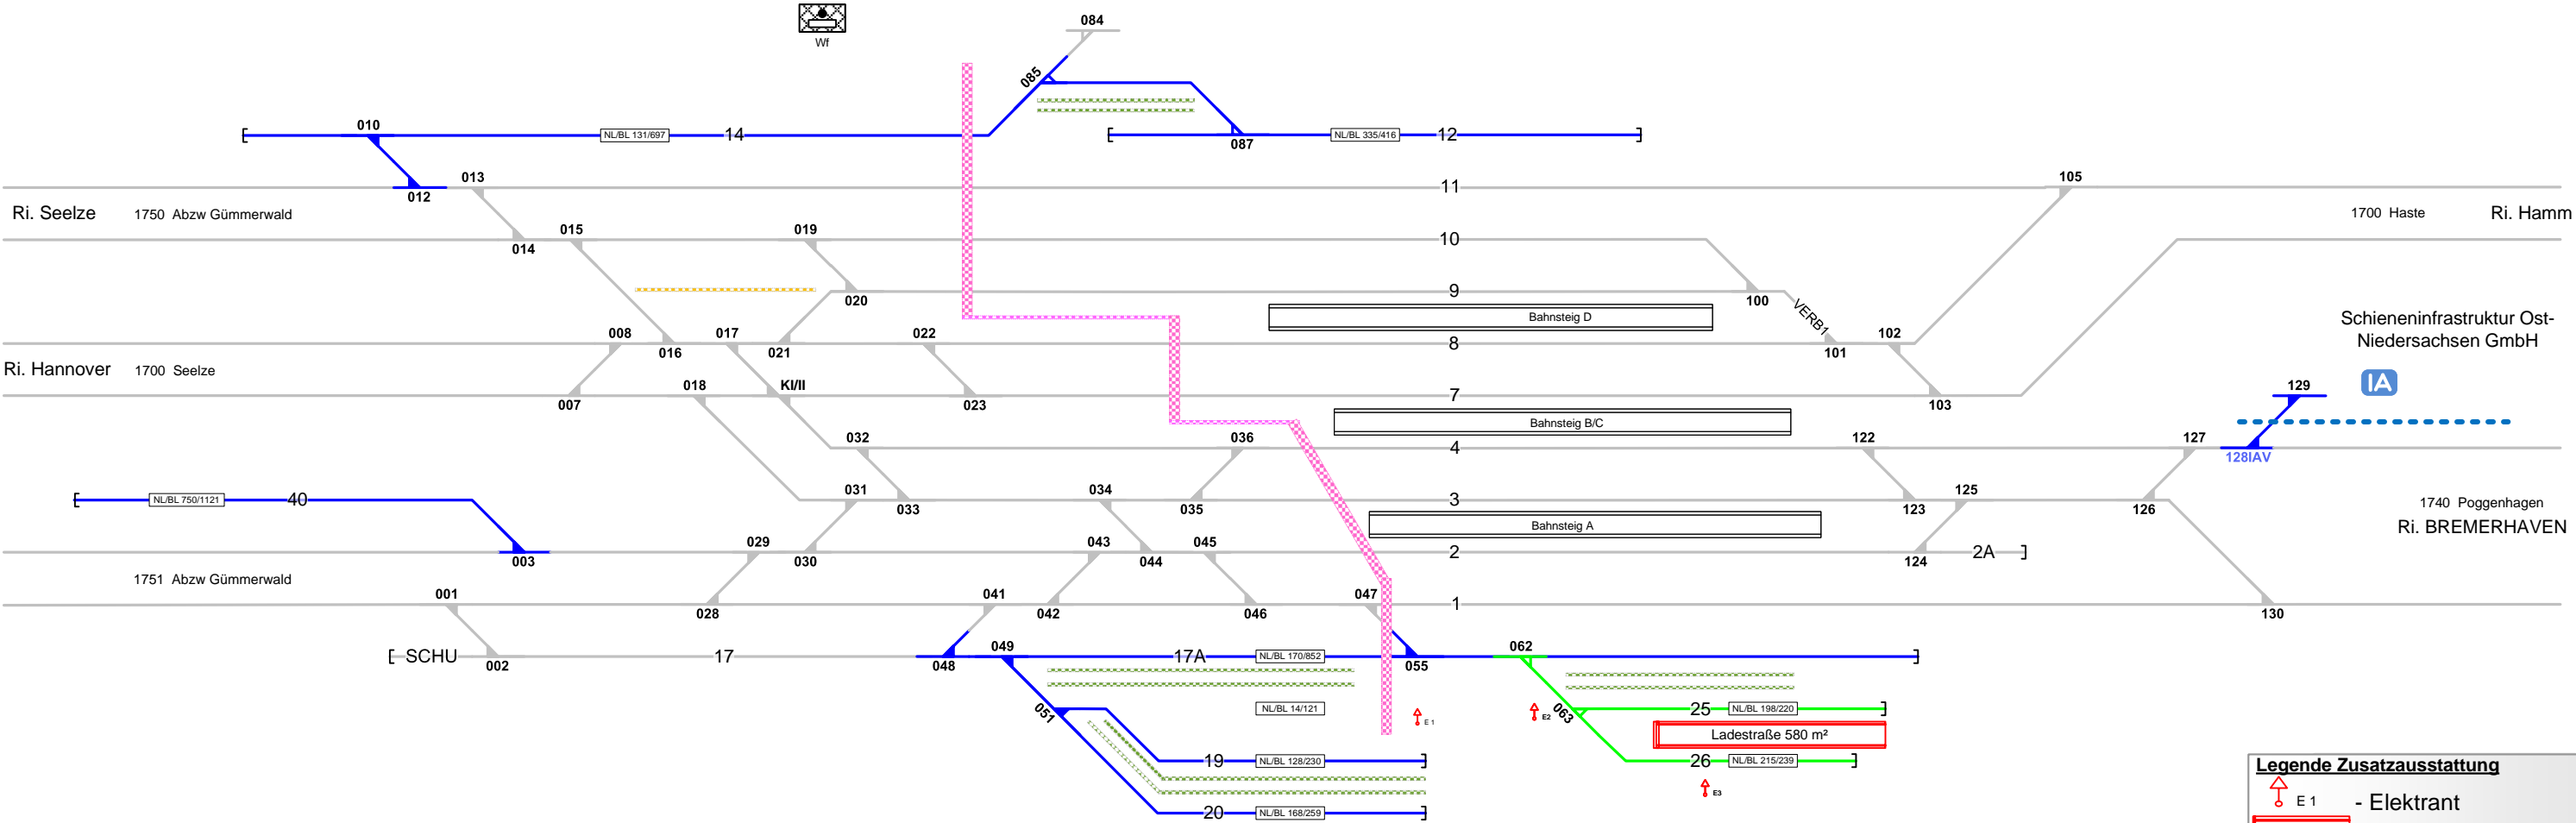 084
Wf
085
010
NL/BL 131/697
14
087
NL/BL 335/416
12
012
013
11
105
Ri. Seelze
1750 Abzw Gümmerwald
1700 Haste
Ri. Hamm
014
015
019
10
020
9
100
VERB1
Bahnsteig D
Schieneninfrastruktur Ost-
Niedersachsen GmbH
008
016
017
021
022
8
101
102
Ri. Hannover
1700 Seelze
IA
007
018
KI/II
023
7
103
129
Bahnsteig B/C
032
036
4
122
127
128IAV
NL/BL 750/1121
40
031
033
034
035
3
123
125
126
1740 Poggenhagen
Ri. BREMERHAVEN
Bahnsteig A
003
029
030
043
044
045
2
124
2A
1751 Abzw Gümmerwald
001
028
041
042
046
047
1
130
SCHU
002
17
048
049
17A
NL/BL 170/852
055
062
051
NL/BL 14/121
E 1
E2
063
25
NL/BL 198/220
Ladestraße 580 m²
19
NL/BL 128/230
26
NL/BL 215/239
E3
20
NL/BL 168/259
Legende Zusatzausstattung
E 1 - Elektrant